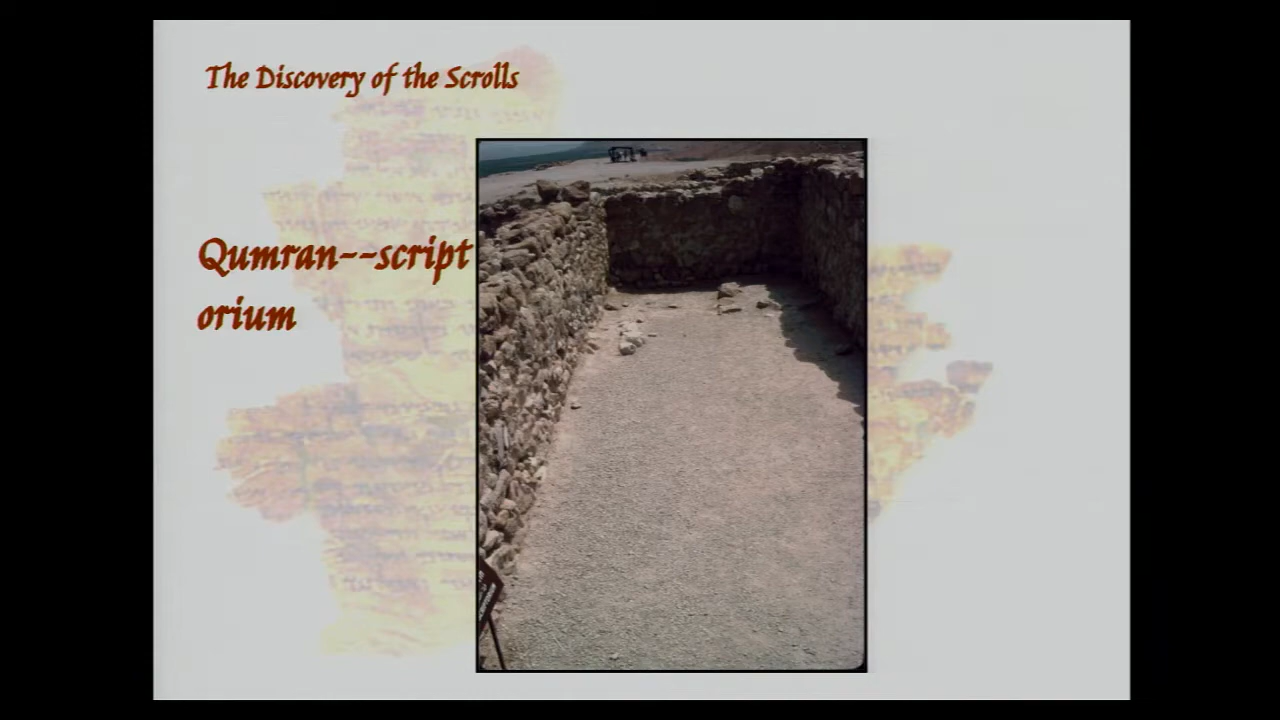 The Discovery of the Scrolls
Qumran--script
orium